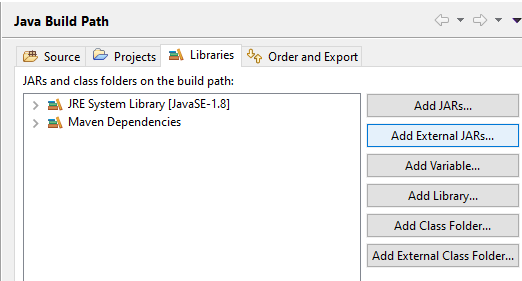 Java Build Path
Source Projects Libraries Order and Export
JARs and class folders on the build path:
JRE System Library [JavaSE-1.8]
Maven Dependencies
Add JARs...
Add External JARs...
Add Variable...
Add Library...
Add Class Folder...
Add External Class Folder...